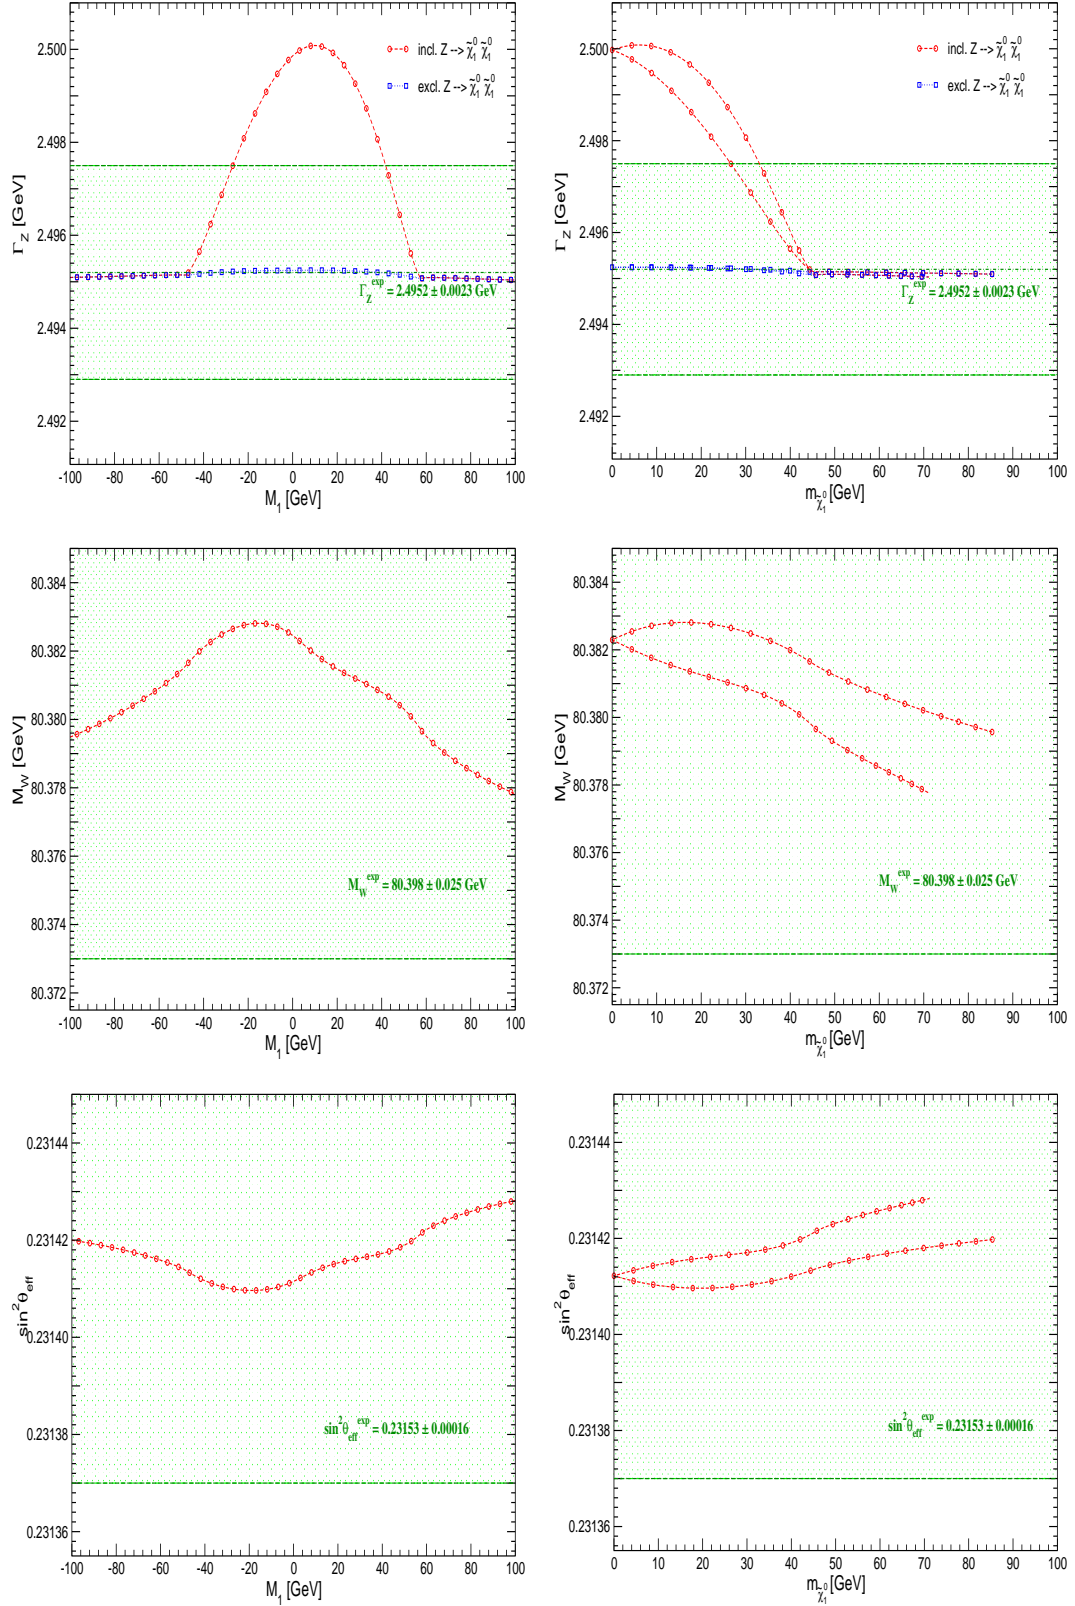 incl. Z --> χ̃₁⁰ χ̃₁⁰
excl. Z --> χ̃₁⁰ χ̃₁⁰
2.500
2.498
2.496
2.494
2.492
Γ_Z [GeV]
Γ_Z^exp = 2.4952 ± 0.0023 GeV
-100 -80 -60 -40 -20 0 20 40 60 80 100
M₁ [GeV]
incl. Z --> χ̃₁⁰ χ̃₁⁰
excl. Z --> χ̃₁⁰ χ̃₁⁰
2.500
2.498
2.496
2.494
2.492
Γ_Z [GeV]
Γ_Z^exp = 2.4952 ± 0.0023 GeV
0 10 20 30 40 50 60 70 80 90 100
m_χ̃₁⁰ [GeV]
80.384
80.382
80.380
80.378
80.376
80.374
80.372
M_W [GeV]
M_W^exp = 80.398 ± 0.025 GeV
-100 -80 -60 -40 -20 0 20 40 60 80 100
M₁ [GeV]
80.384
80.382
80.380
80.378
80.376
80.374
80.372
M_W [GeV]
M_W^exp = 80.398 ± 0.025 GeV
0 10 20 30 40 50 60 70 80 90 100
m_χ̃₁⁰ [GeV]
0.23144
0.23142
0.23140
0.23138
0.23136
sin²θ_eff
sin²θ_eff^exp = 0.23153 ± 0.00016
-100 -80 -60 -40 -20 0 20 40 60 80 100
M₁ [GeV]
0.23144
0.23142
0.23140
0.23138
0.23136
sin²θ_eff
sin²θ_eff^exp = 0.23153 ± 0.00016
0 10 20 30 40 50 60 70 80 90 100
m_χ̃₁⁰ [GeV]